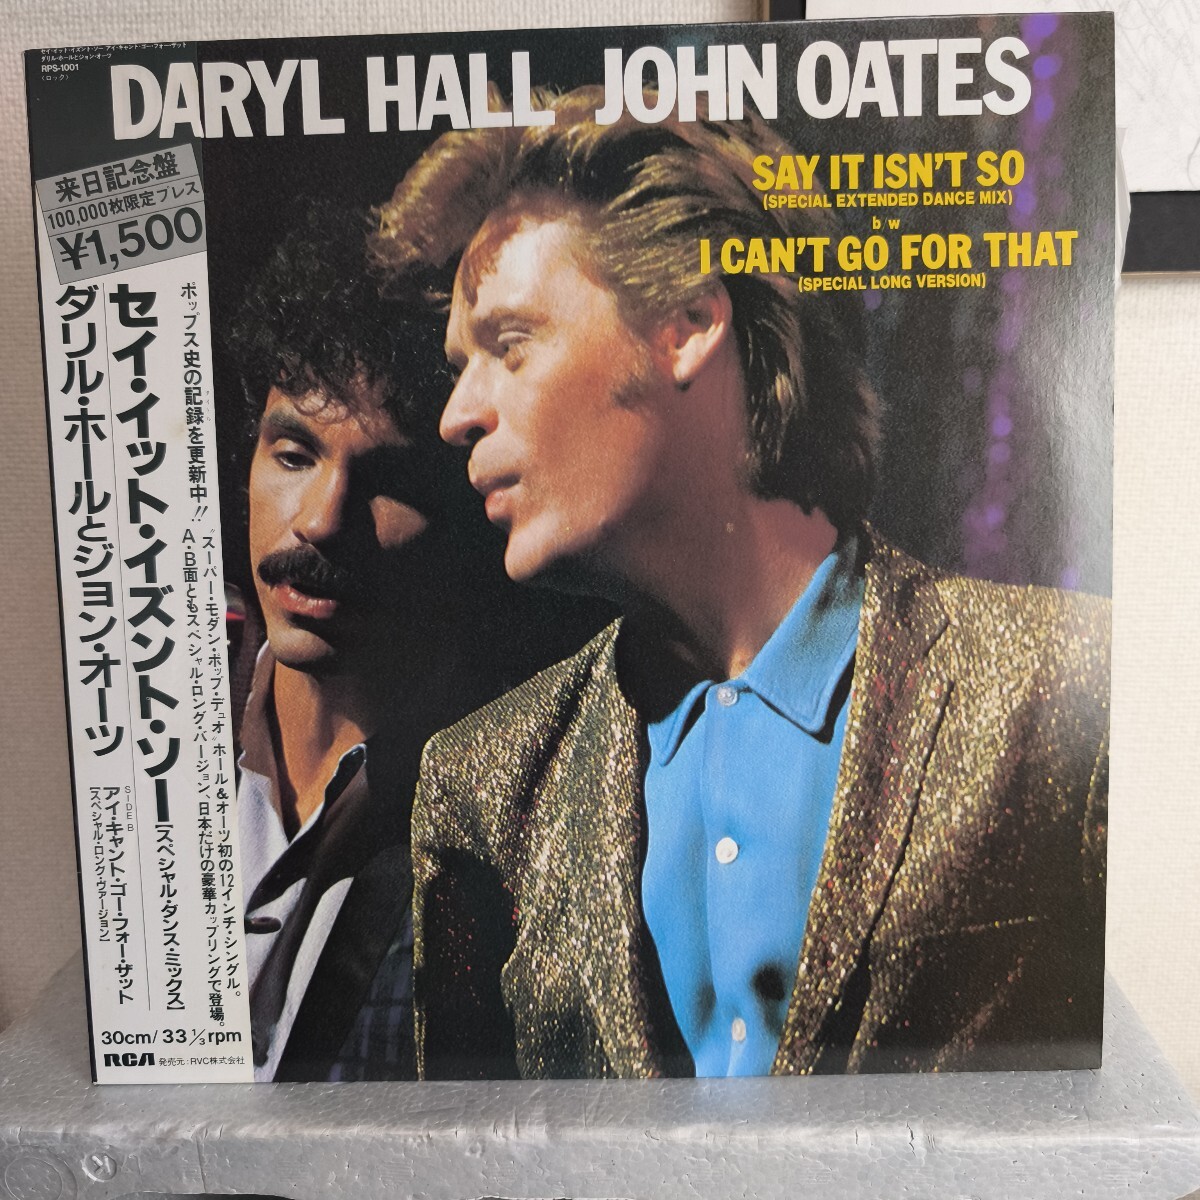 セイ・イット・イズント・ソー アイ・キャント・ゴー・フォー・ザット
ダリル・ホールとジョン・オーツ
RPS-1001
〈ロック〉
DARYL HALL JOHN OATES
SAY IT ISN'T SO
(SPECIAL EXTENDED DANCE MIX)
b w
I CAN'T GO FOR THAT
(SPECIAL LONG VERSION)
来日記念盤
100,000枚限定プレス
¥1,500
ポップス史の記録を更新中!!
“スーパー・モダン・ポップ・デュオ”ホール&オーツ初の12インチ・シングル。
A・B面ともスペシャル・ロング・バージョン、日本だけの豪華カップリングで登場。
セイ・イット・イズント・ソー[スペシャル・ダンス・ミックス]
ダリル・ホールとジョン・オーツ
SIDE B
アイ・キャント・ゴー・フォー・ザット
[スペシャル・ロング・ヴァージョン]
30cm/33 1/3rpm
RCA 発売元:RVC株式会社